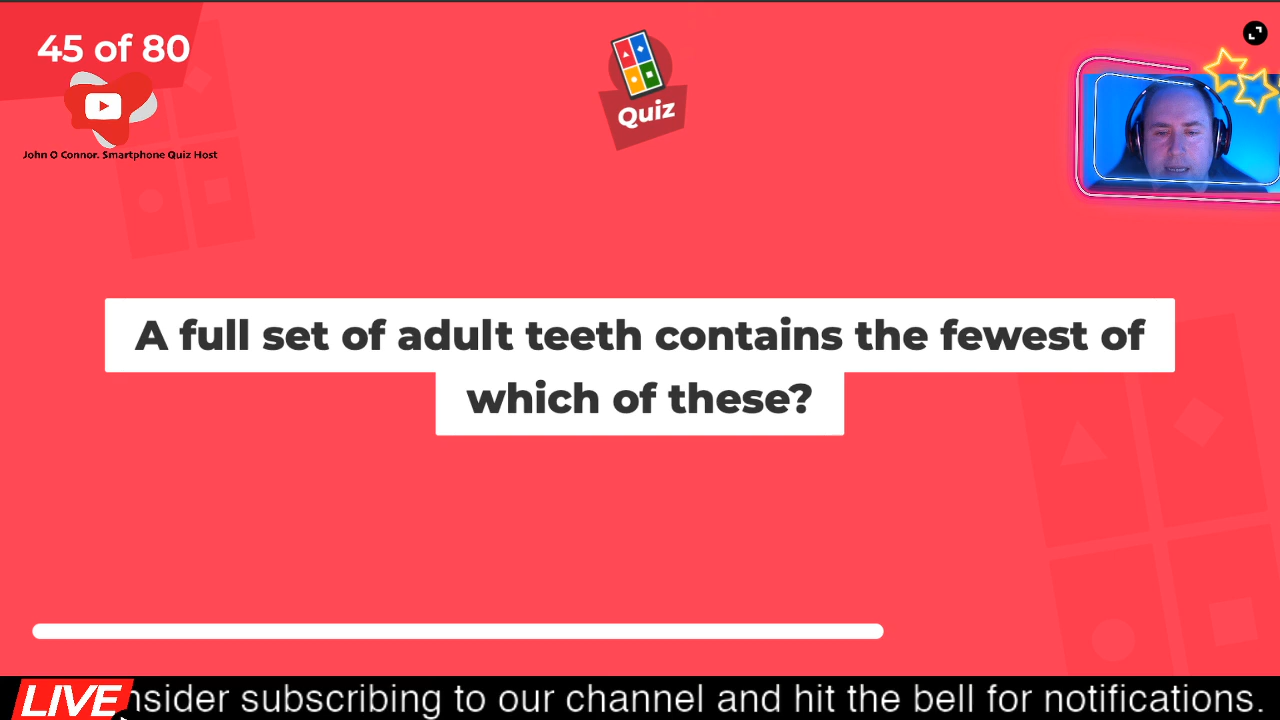 45 of 80
John O Connor. Smartphone Quiz Host
Quiz
A full set of adult teeth contains the fewest of
which of these?
LIVE
nsider subscribing to our channel and hit the bell for notifications.